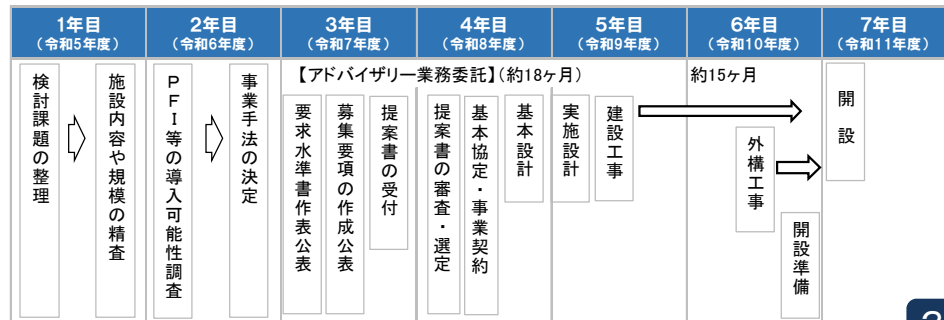 1年目
(令和5年度)
2年目
(令和6年度)
3年目
(令和7年度)
4年目
(令和8年度)
5年目
(令和9年度)
6年目
(令和10年度)
7年目
(令和11年度)
検討課題の整理
施設内容や規模の精査
PFI等の導入可能性調査
事業手法の決定
【アドバイザリー業務委託】(約18ヶ月)
要求水準書作表公表
募集要項の作成公表
提案書の受付
提案書の審査・選定
基本協定・事業契約
基本設計
実施設計
建設工事
約15ヶ月
外構工事
開設準備
開設